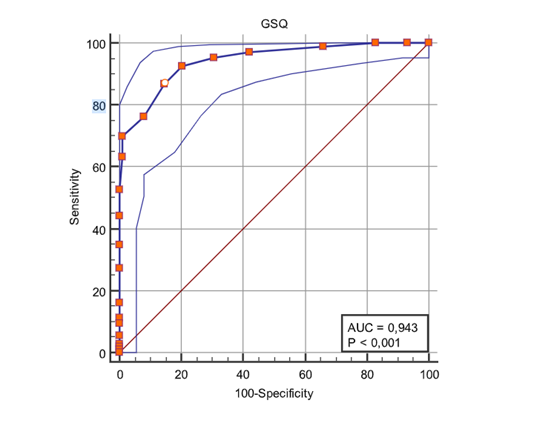 GSQ
100
80
60
40
20
0
Sensitivity
AUC = 0,943
P < 0,001
0 20 40 60 80 100
100-Specificity